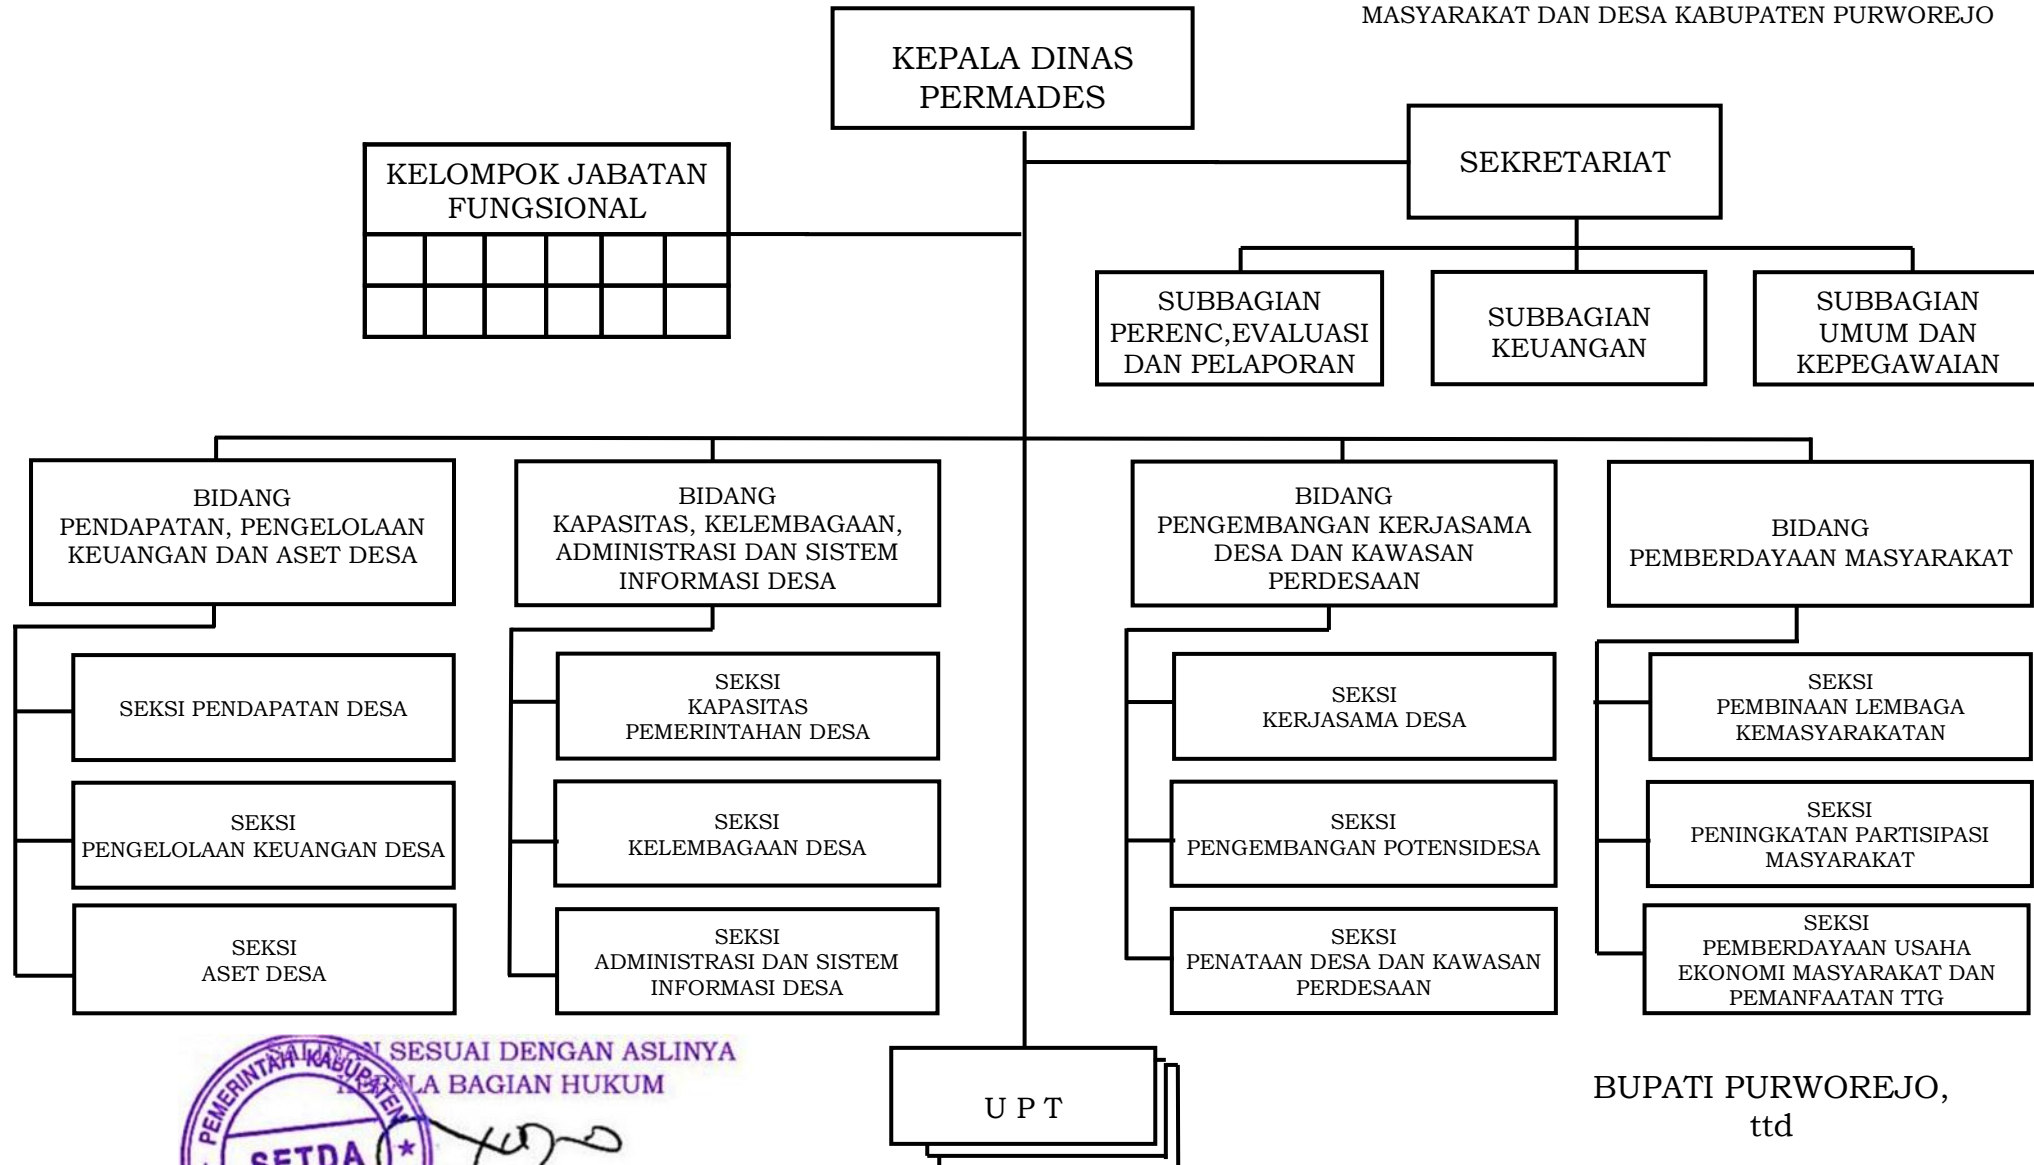 MASYARAKAT DAN DESA KABUPATEN PURWOREJO
KEPALA DINAS
PERMADES
SEKRETARIAT
KELOMPOK JABATAN
FUNGSIONAL
SUBBAGIAN
PERENC,EVALUASI
DAN PELAPORAN
SUBBAGIAN
KEUANGAN
SUBBAGIAN
UMUM DAN
KEPEGAWAIAN
BIDANG
PENDAPATAN, PENGELOLAAN
KEUANGAN DAN ASET DESA
BIDANG
KAPASITAS, KELEMBAGAAN,
ADMINISTRASI DAN SISTEM
INFORMASI DESA
BIDANG
PENGEMBANGAN KERJASAMA
DESA DAN KAWASAN
PERDESAAN
BIDANG
PEMBERDAYAAN MASYARAKAT
SEKSI PENDAPATAN DESA
SEKSI
KAPASITAS
PEMERINTAHAN DESA
SEKSI
KERJASAMA DESA
SEKSI
PEMBINAAN LEMBAGA
KEMASYARAKATAN
SEKSI
PENGELOLAAN KEUANGAN DESA
SEKSI
KELEMBAGAAN DESA
SEKSI
PENGEMBANGAN POTENSIDESA
SEKSI
PENINGKATAN PARTISIPASI
MASYARAKAT
SEKSI
ASET DESA
SEKSI
ADMINISTRASI DAN SISTEM
INFORMASI DESA
SEKSI
PENATAAN DESA DAN KAWASAN
PERDESAAN
SEKSI
PEMBERDAYAAN USAHA
EKONOMI MASYARAKAT DAN
PEMANFAATAN TTG
SALINAN SESUAI DENGAN ASLINYA
KEPALA BAGIAN HUKUM
PEMERINTAH KABUPATEN
SETDA
U P T
BUPATI PURWOREJO,
ttd